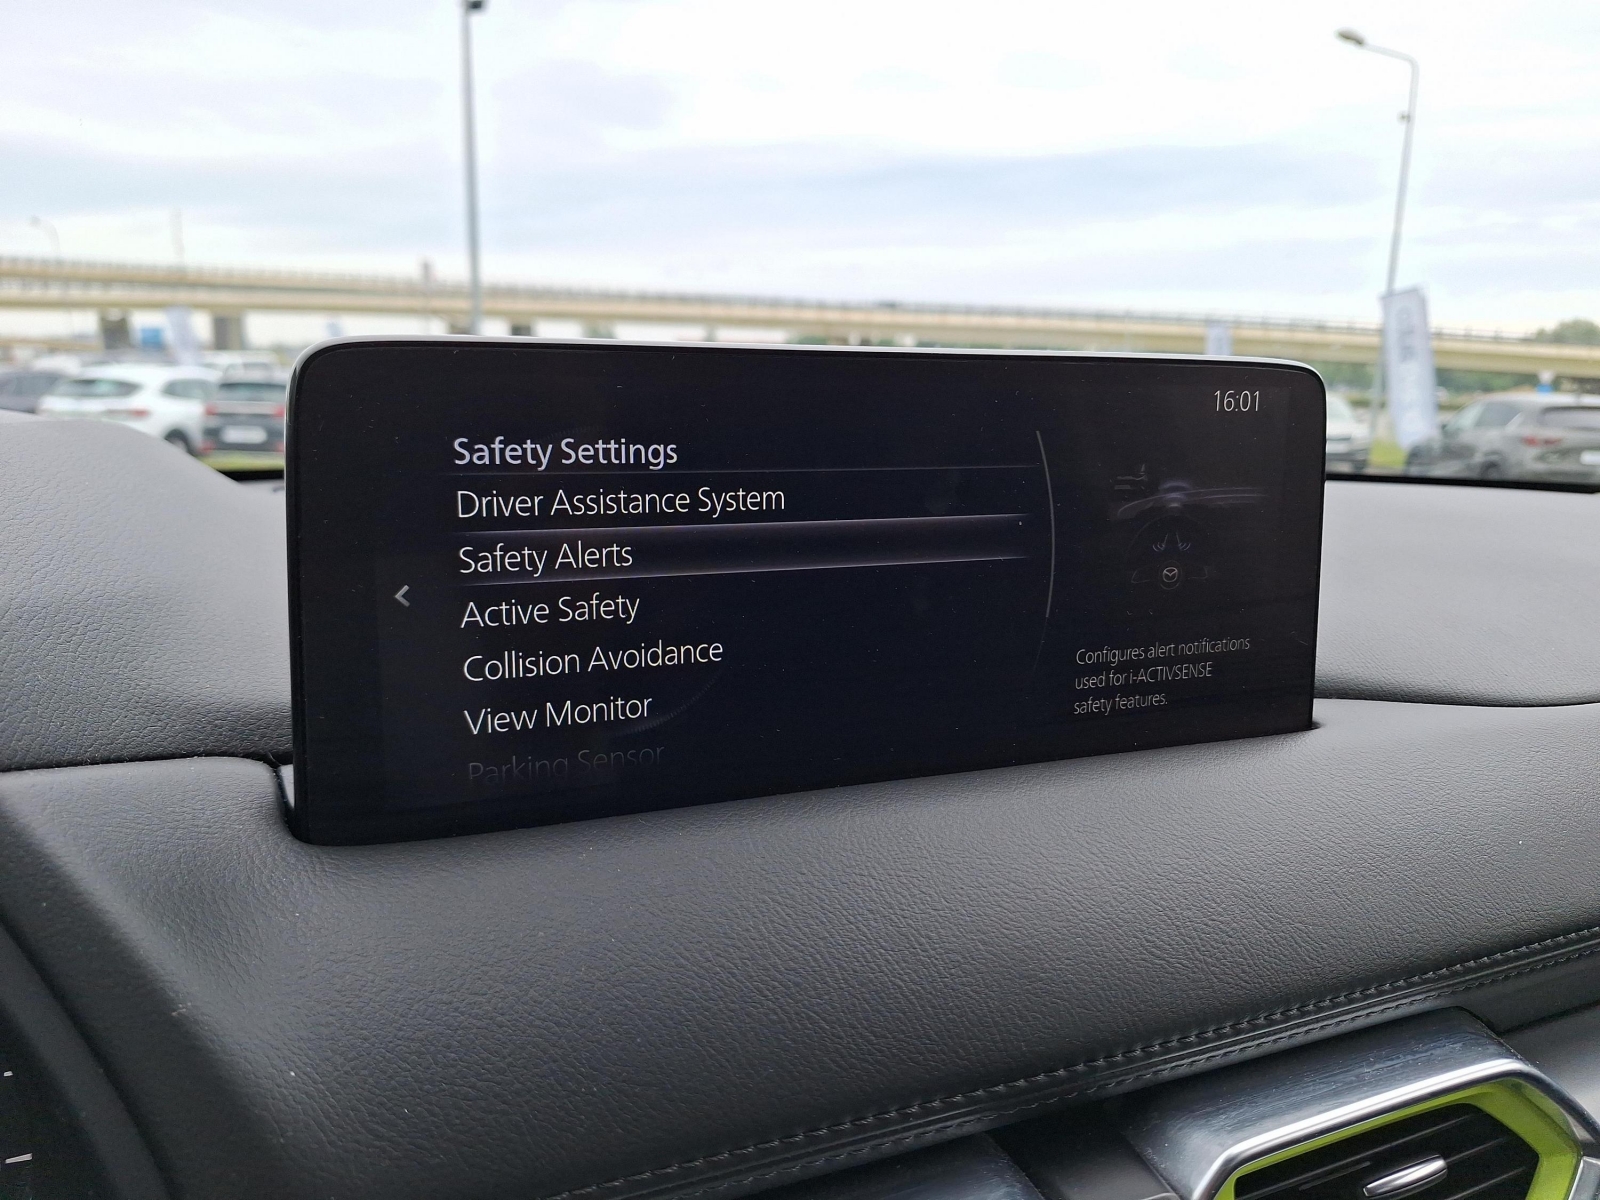 16:01
Safety Settings
Driver Assistance System
Safety Alerts
Active Safety
Collision Avoidance
View Monitor
Parking Sensor
Configures alert notifications
used for i-ACTIVSENSE
safety features.